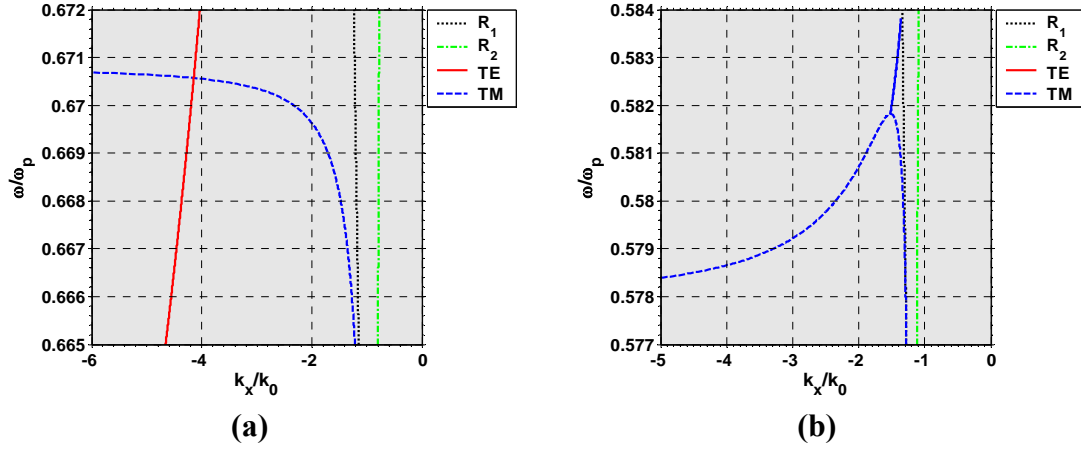 0.672
0.671
0.67
0.669
0.668
0.667
0.666
0.665
ω/ωp
-6
-4
-2
0
kx/k0
R1
R2
TE
TM
(a)
0.584
0.583
0.582
0.581
0.58
0.579
0.578
0.577
ω/ωp
-5
-4
-3
-2
-1
0
kx/k0
R1
R2
TE
TM
(b)